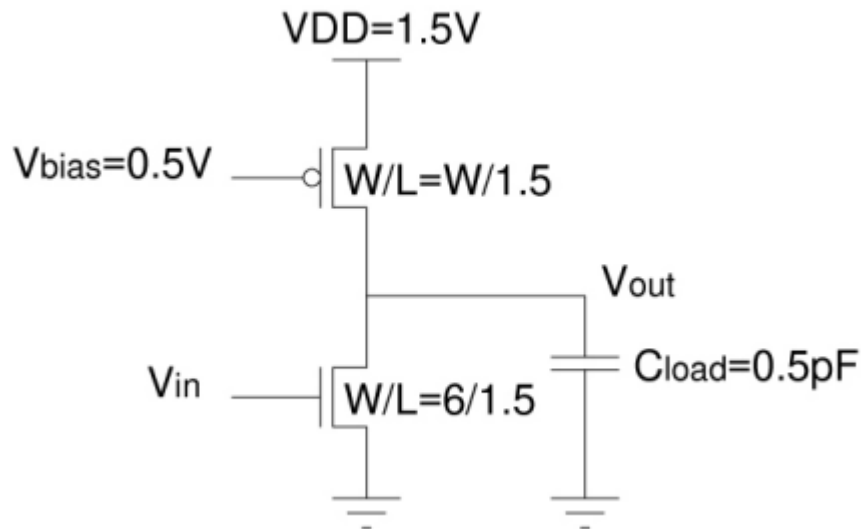 VDD=1.5V
Vbias=0.5V
W/L=W/1.5
Vout
Vin
W/L=6/1.5
Cload=0.5pF